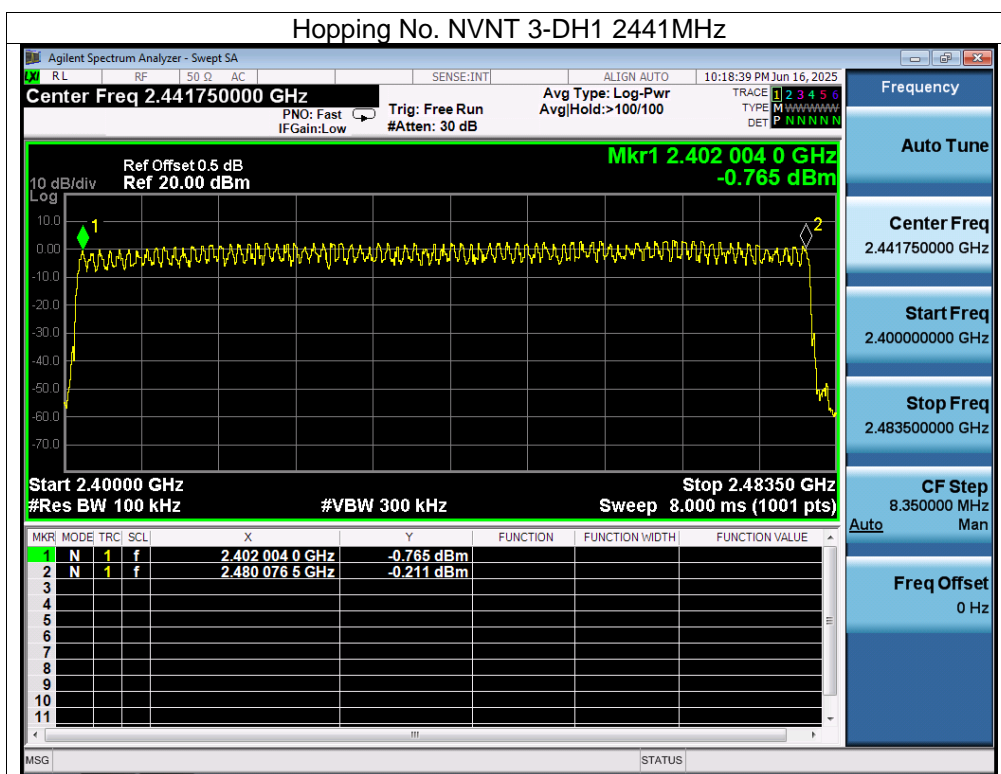 Hopping No. NVNT 3-DH1 2441MHz
Agilent Spectrum Analyzer - Swept SA
LXI RL RF 50 Ω AC SENSE:INT ALIGN AUTO 10:18:39 PM Jun 16, 2025
Center Freq 2.441750000 GHz
PNO: Fast
IFGain:Low
Trig: Free Run
#Atten: 30 dB
Avg Type: Log-Pwr
Avg|Hold:>100/100
TRACE 1 2 3 4 5 6
TYPE M WWWWW
DET P N N N N N
Ref Offset 0.5 dB
10 dB/div Ref 20.00 dBm
Log
Mkr1 2.402 004 0 GHz
-0.765 dBm
10.0
0.00
-10.0
-20.0
-30.0
-40.0
-50.0
-60.0
-70.0
1
2
Start 2.40000 GHz Stop 2.48350 GHz
#Res BW 100 kHz #VBW 300 kHz Sweep 8.000 ms (1001 pts)
MKR MODE TRC SCL X Y FUNCTION FUNCTION WIDTH FUNCTION VALUE
1 N 1 f 2.402 004 0 GHz -0.765 dBm
2 N 1 f 2.480 076 5 GHz -0.211 dBm
3
4
5
6
7
8
9
10
11
MSG STATUS
Frequency
Auto Tune
Center Freq
2.441750000 GHz
Start Freq
2.400000000 GHz
Stop Freq
2.483500000 GHz
CF Step
8.350000 MHz
Auto Man
Freq Offset
0 Hz